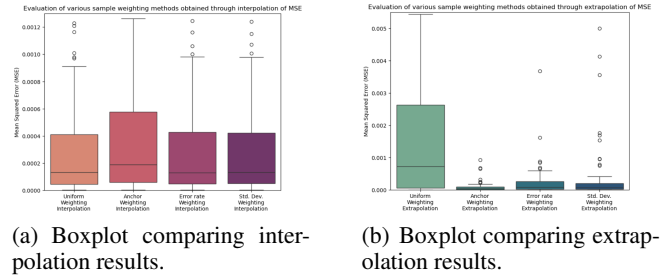 Evaluation of various sample weighting methods obtained through interpolation of MSE
Mean Squared Error (MSE)
0.0012
0.0010
0.0008
0.0006
0.0004
0.0002
0.0000
Uniform
Weighting
Interpolation
Anchor
Weighting
Interpolation
Error rate
Weighting
Interpolation
Std. Dev.
Weighting
Interpolation
(a) Boxplot comparing inter-
polation results.
Evaluation of various sample weighting methods obtained through extrapolation of MSE
Mean Squared Error (MSE)
0.005
0.004
0.003
0.002
0.001
0.000
Uniform
Weighting
Extrapolation
Anchor
Weighting
Extrapolation
Error rate
Weighting
Extrapolation
Std. Dev.
Weighting
Extrapolation
(b) Boxplot comparing extrap-
olation results.